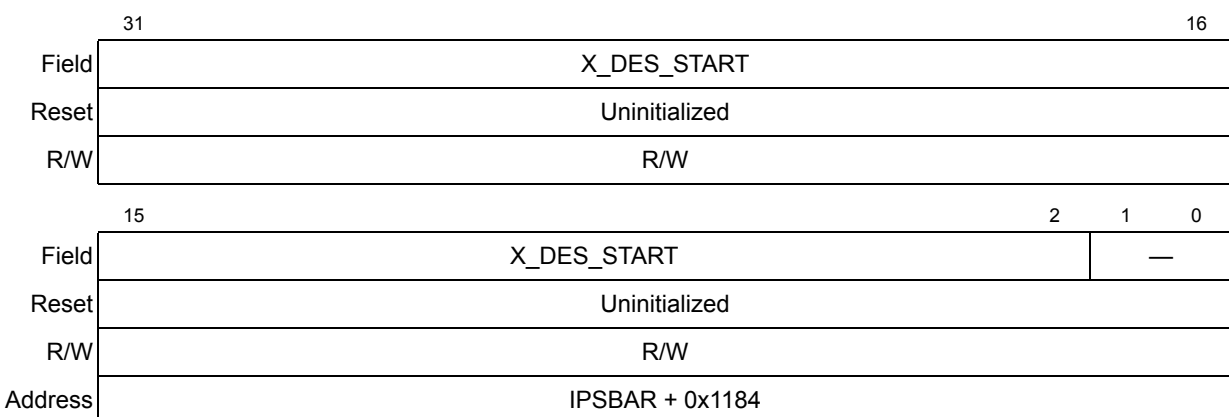 31 16
Field X_DES_START
Reset Uninitialized
R/W R/W
15 2 1 0
Field X_DES_START —
Reset Uninitialized
R/W R/W
Address IPSBAR + 0x1184